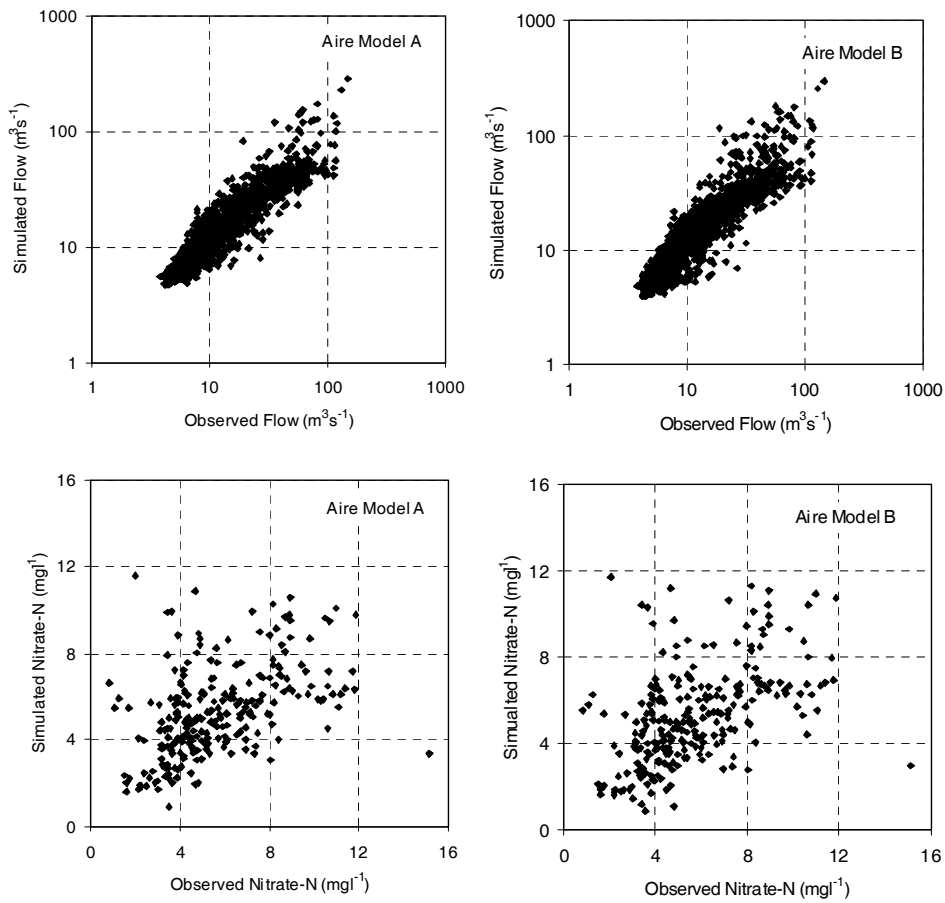 1000
100
10
1
Simulated Flow (m³s⁻¹)
Aire Model A
1 10 100 1000
Observed Flow (m³s⁻¹)
1000
100
10
1
Simulated Flow (m³s⁻¹)
Aire Model B
1 10 100 1000
Observed Flow (m³s⁻¹)
16
12
8
4
0
Simulated Nitrate-N (mgl⁻¹)
Aire Model A
0 4 8 12 16
Observed Nitrate-N (mgl⁻¹)
16
12
8
4
0
Simualted Nitrate-N (mgl⁻¹)
Aire Model B
0 4 8 12 16
Observed Nitrate-N (mgl⁻¹)